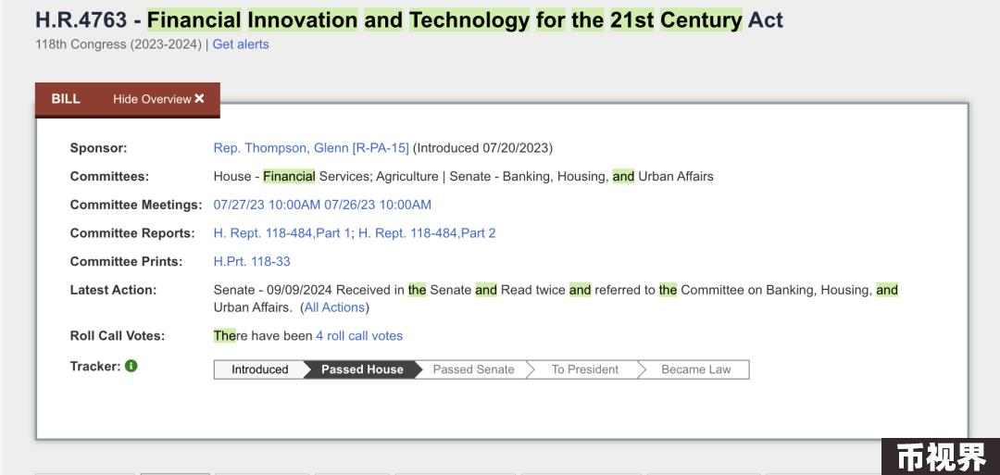 H.R.4763 - Financial Innovation and Technology for the 21st Century Act
118th Congress (2023-2024) | Get alerts
BILL Hide Overview ✕
Sponsor: Rep. Thompson, Glenn [R-PA-15] (Introduced 07/20/2023)
Committees: House - Financial Services; Agriculture | Senate - Banking, Housing, and Urban Affairs
Committee Meetings: 07/27/23 10:00AM 07/26/23 10:00AM
Committee Reports: H. Rept. 118-484,Part 1; H. Rept. 118-484,Part 2
Committee Prints: H.Prt. 118-33
Latest Action: Senate - 09/09/2024 Received in the Senate and Read twice and referred to the Committee on Banking, Housing, and
Urban Affairs. (All Actions)
Roll Call Votes: There have been 4 roll call votes
Tracker: Introduced Passed House Passed Senate To President Became Law
币视界